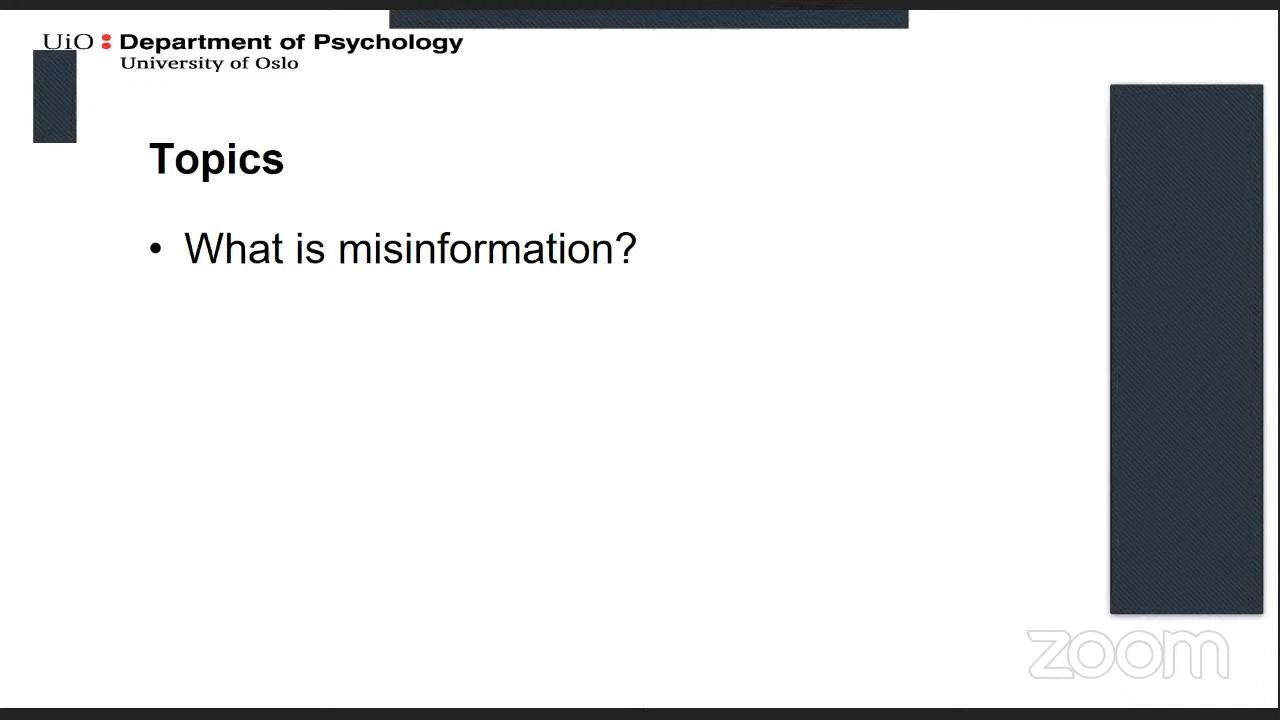 UiO : Department of Psychology
University of Oslo
Topics
• What is misinformation?
zoom